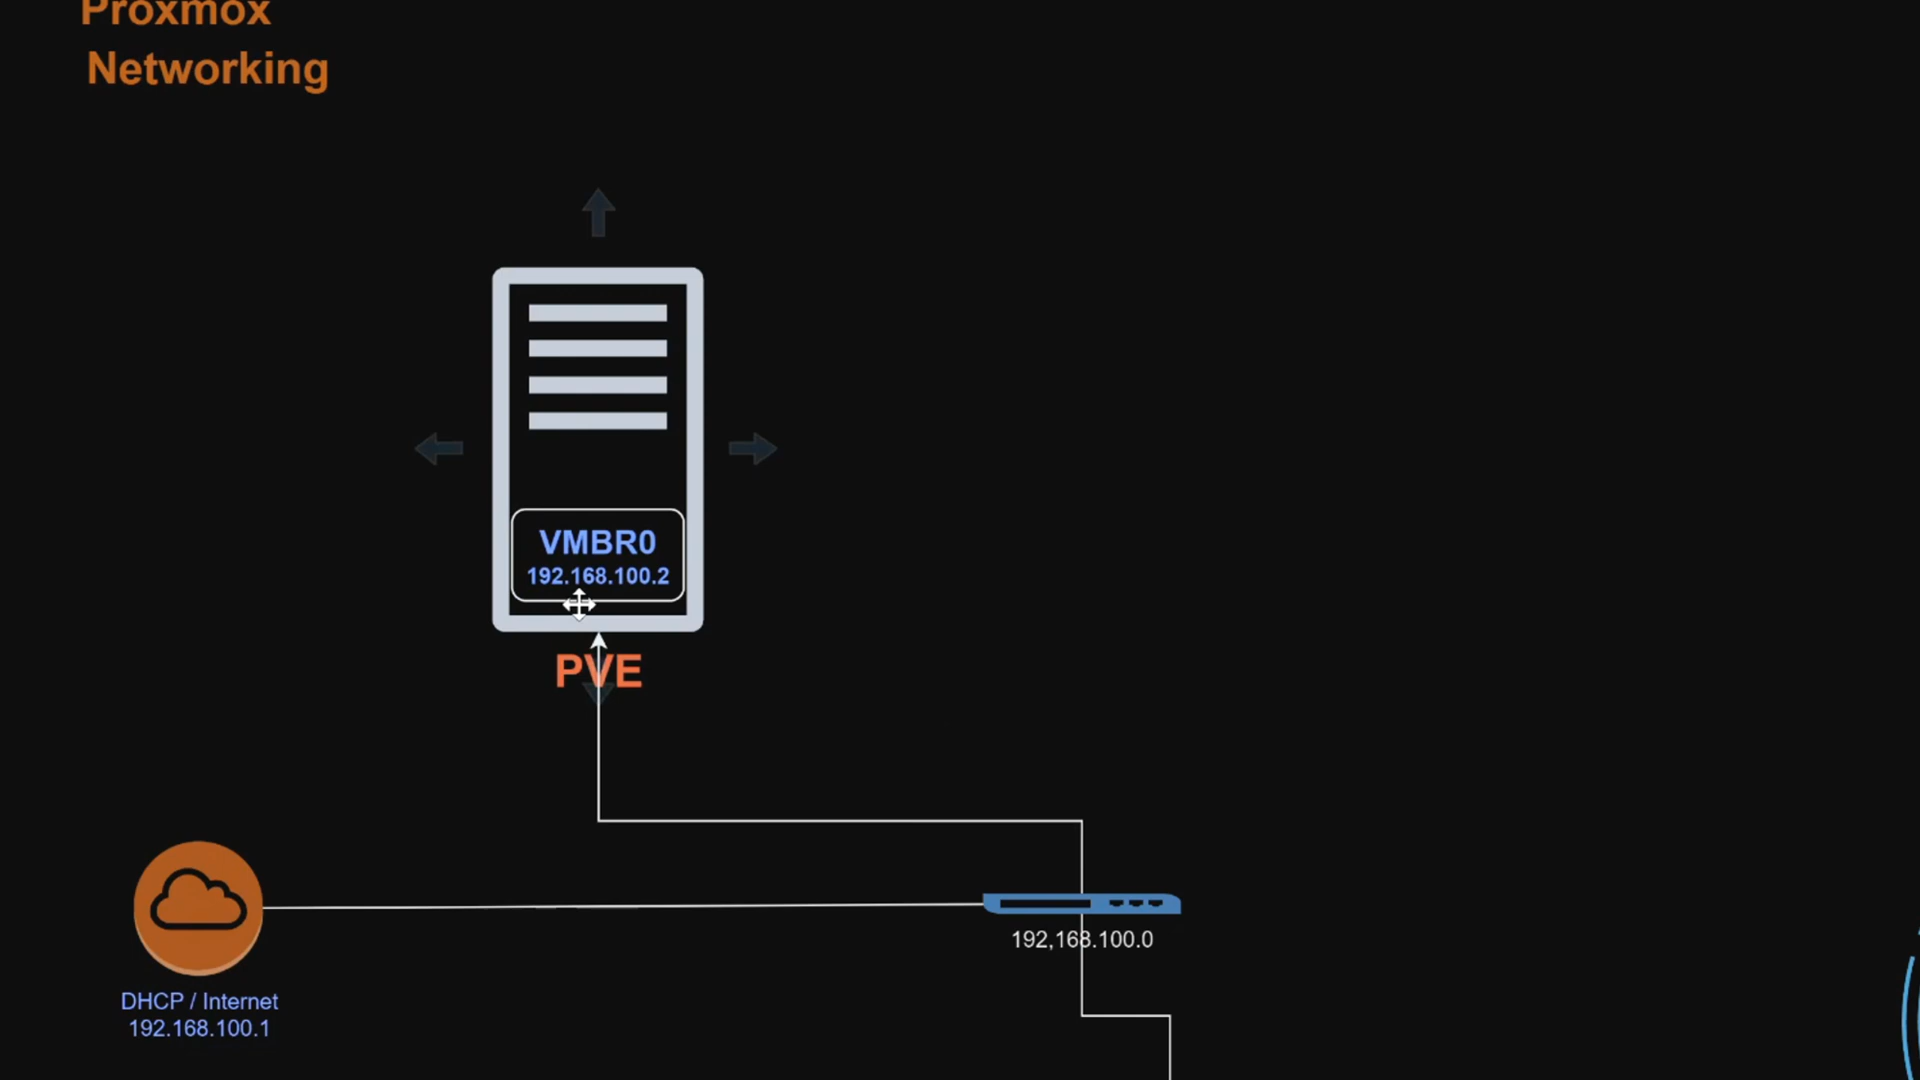 Proxmox
Networking
VMBR0
192.168.100.2
PVE
192,168.100.0
DHCP / Internet
192.168.100.1